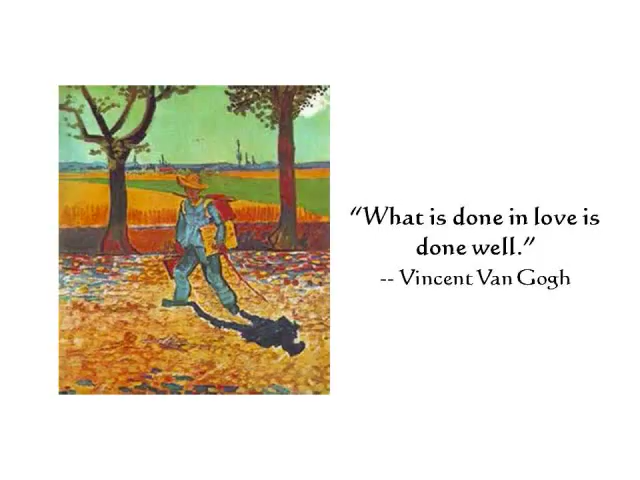 “What is done in love is
done well.”
-- Vincent Van Gogh